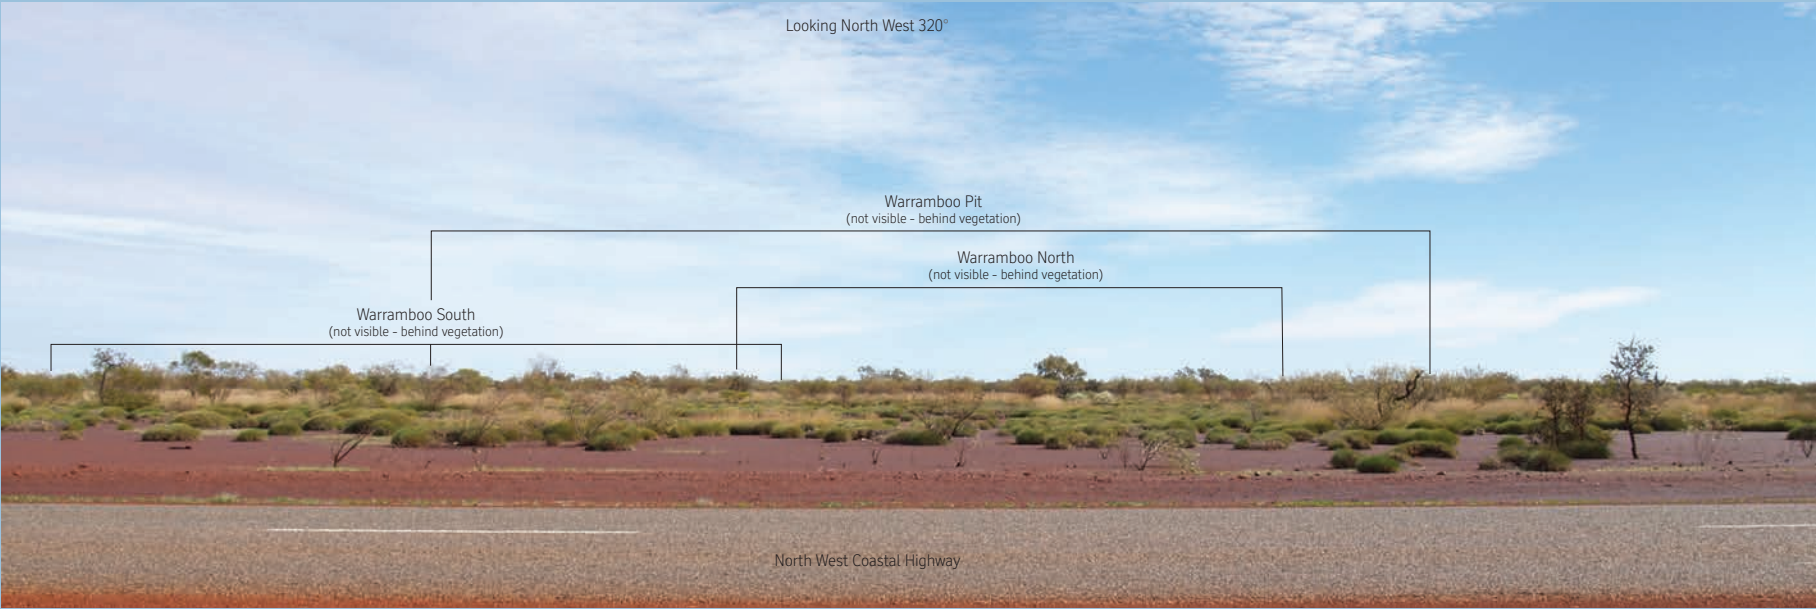 Looking North West 320°
Warramboo Pit
(not visible - behind vegetation)
Warramboo North
(not visible - behind vegetation)
Warramboo South
(not visible - behind vegetation)
North West Coastal Highway